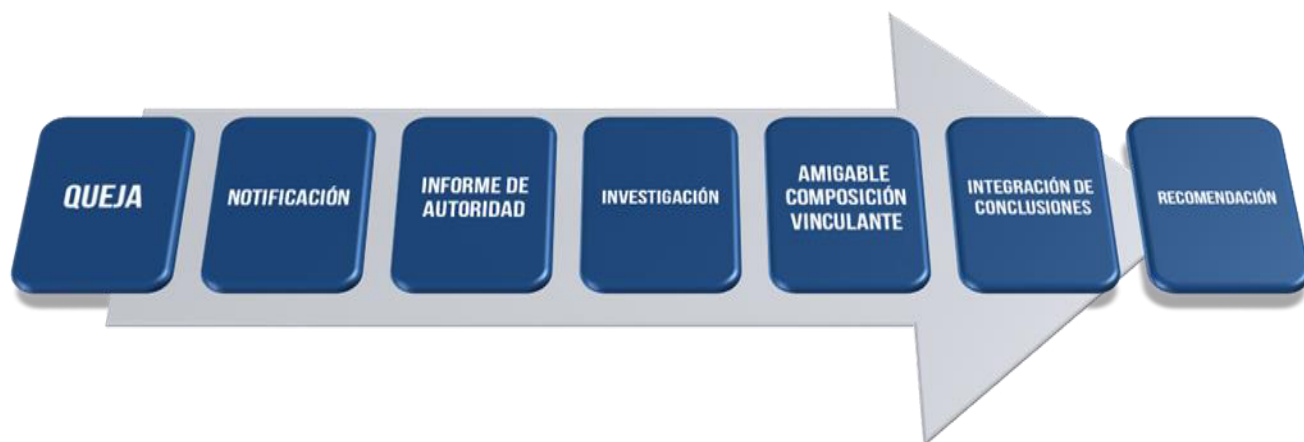 QUEJA
NOTIFICACIÓN
INFORME DE
AUTORIDAD
INVESTIGACIÓN
AMIGABLE
COMPOSICIÓN
VINCULANTE
INTEGRACIÓN DE
CONCLUSIONES
RECOMENDACIÓN